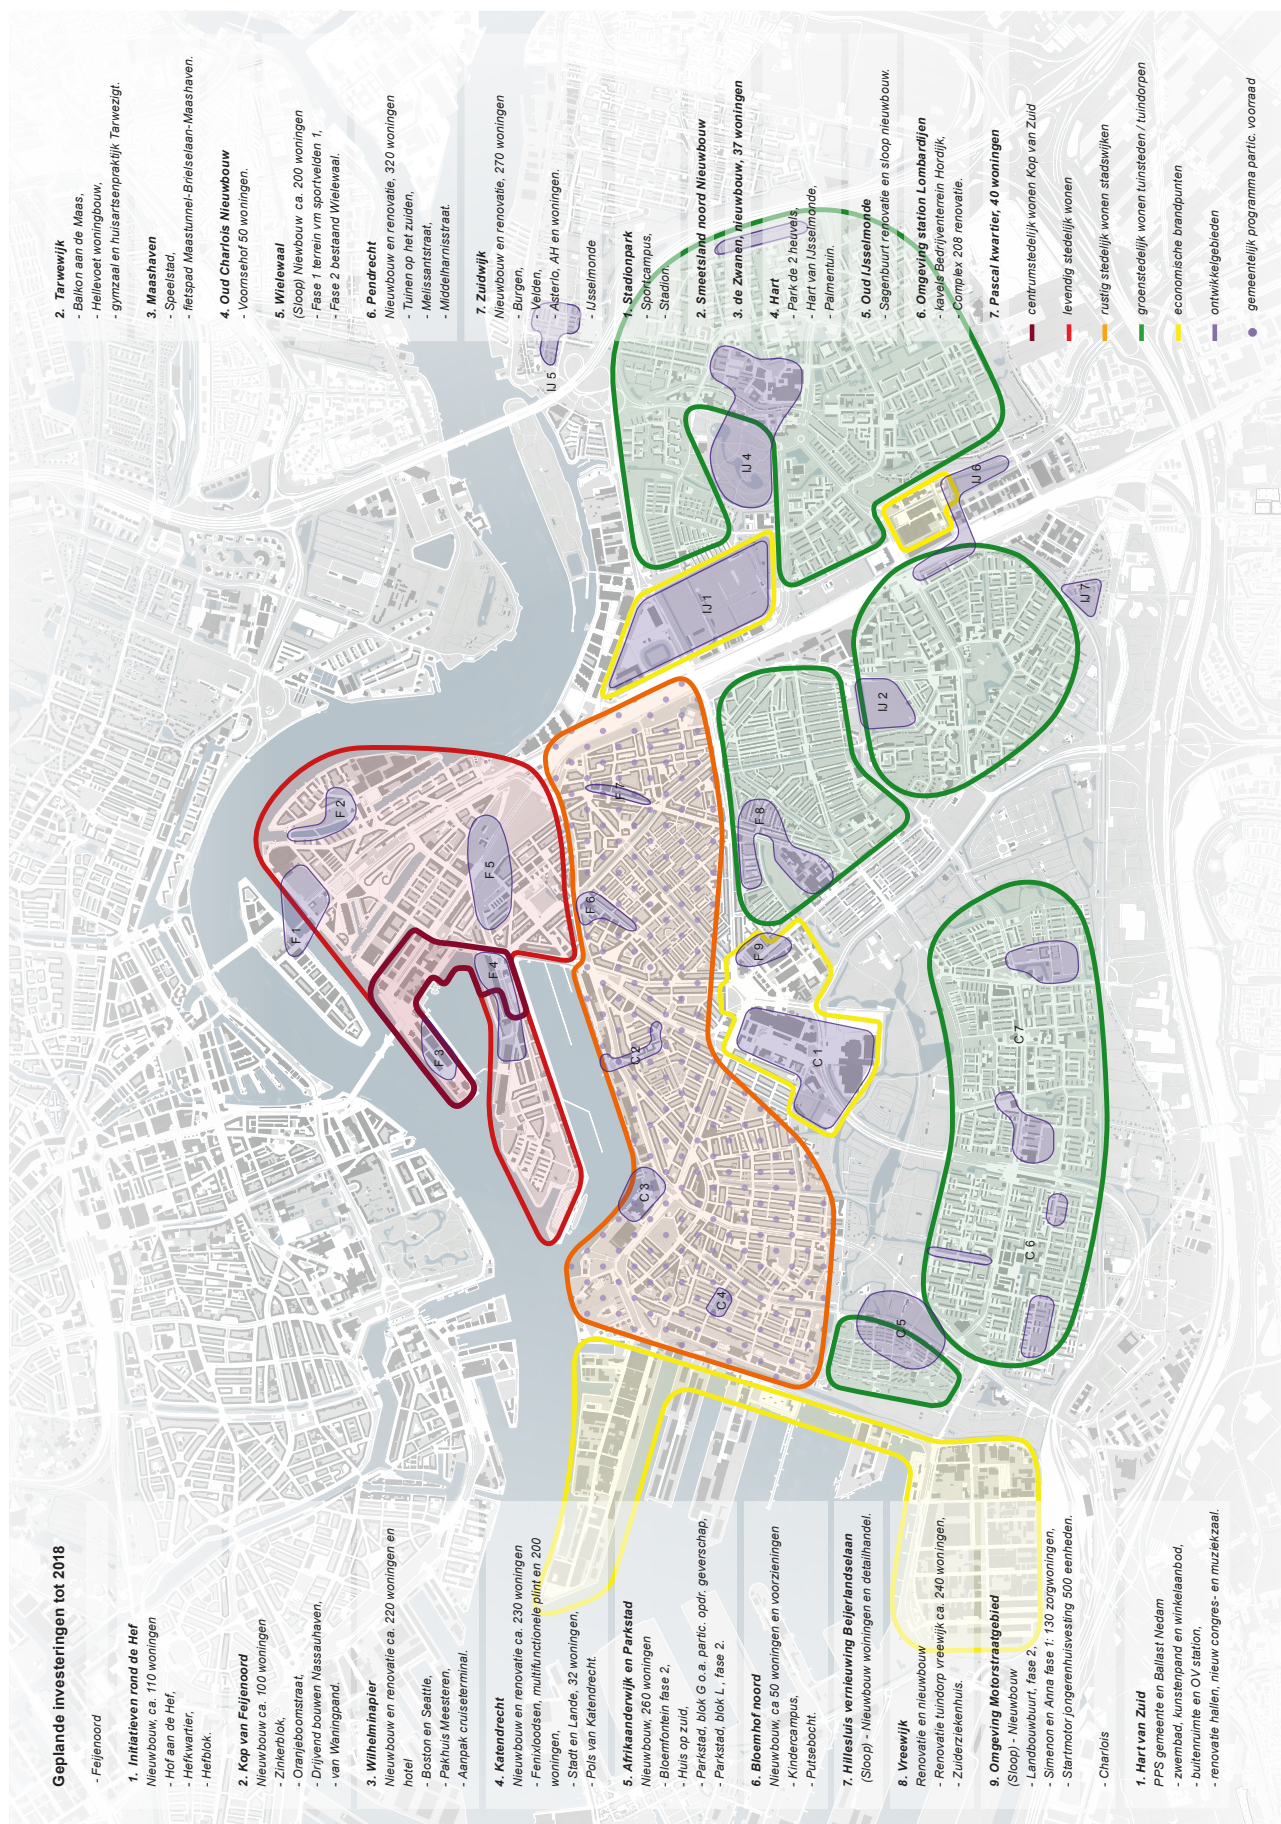 Geplande investeringen tot 2018
- Feijenoord
1. Initiatieven rond de Hef
Nieuwbouw, ca. 1110 woningen
- Hof aan de Hef,
- Hefkwartier,
- Hefblok.
2. Kop van Feijenoord
Nieuwbouw ca. 100 woningen
- Zinkerblok,
- Oranjeboomstraat,
- Drijvend bouwen Nassauhaven,
- van Waningpand.
3. Wilhelminapier
Nieuwbouw en renovatie ca. 220 woningen en
hotel
- Boston en Seattle,
- Pakhuis Meesteren,
- Aanpak cruiseterminal.
4. Katendrecht
Nieuwbouw en renovatie ca. 230 woningen
- Fenixloodsen, multifunctionele plint en 200
woningen,
- Stadt en Lande, 32 woningen,
- Pols van Katendrecht.
5. Afrikaanderwijk en Parkstad
Nieuwbouw, 260 woningen
- Bloemfontein fase 2,
- Huis op zuid,
- Parkstad, blok G o.a. partic. opdr. geverschap,
- Parkstad, blok L , fase 2.
6. Bloemhof noord
Nieuwbouw, ca 50 woningen en voorzieningen
- Kindercampus,
- Putsebocht.
7. Hillesluis vernieuwing Beijerlandselaan
(Sloop) - Nieuwbouw woiningen en detailhandel.
8. Vreewijk
Renovatie en nieuwbouw
- Renovatie tuindorp vreewijk ca. 240 woningen,
- Zuiderziekenhuis.
9. Omgeving Motorstraatgebied
(Sloop) - Nieuwbouw
- Landbouwbuurt, fase 2,
- Simenon en Anna fase 1: 130 zorgwoningen,
- Startmotor jongerenhuisvesting 500 eenheden.
- Charlois
1. Hart van Zuid
PPS gemeente en Ballast Nedam
- zwembad, kunstenpand en winkelaanbod,
- buitenruimte en OV station,
- renovatie hallen, nieuw congres- en muziekzaal.
2. Tarwewijk
- Balkon aan de Maas,
- Hellevoet woningbouw,
- gymzaal en huisartsenpraktijk Tarwezigt.
3. Maashaven
- Speelstad,
- fietspad Maastunnel-Brielselaan-Maashaven.
4. Oud Charlois Nieuwbouw
- Voornsehof 50 woningen.
5. Wielewaal
(Sloop) Niewbouw ca. 200 woningen
- Fase 1 terrein vm sportvelden 1,
- Fase 2 bestaand Wielewaal.
6. Pendrecht
Nieuwbouw en renovatie, 320 woningen
- Tuinen op het zuiden,
- Melissantstraat,
- Middelharnisstraat.
7. Zuidwijk
Nieuwbouw en renovatie, 270 woningen
- Burgen,
- Velden,
- Asterlo, AH en woningen.
- IJsselmonde
1. Stadionpark
- Sportcampus,
- Stadion.
2. Smeetsland noord Nieuwbouw
3. de Zwanen, nieuwbouw, 37 woningen
4. Hart
- Park de 2 heuvels,
- Hart van IJsselmonde,
- Palmentuin.
5. Oud IJsselmonde
- Sagenbuurt renovatie en sloop nieuwbouw.
6. Omgeving station Lombardijen
- kavels Bedrijventerrein Hordijk,
- Complex 208 renovatie.
7. Pascal kwartier, 40 woningen
centrumstedelijk wonen Kop van Zuid
levendig stedelijk wonen
rustig stedelijk wonen stadswijken
groenstedelijk wonen tuinsteden / tuindorpen
economische brandpunten
ontwikkelgebieden
gemeentelijk programma partic. voorraad
F 1
F 2
F 3
F 4
F 5
F 6
F 7
F 8
F 9
C 1
C 2
C 3
C 4
C 5
C 6
C 7
IJ 1
IJ 2
IJ 4
IJ 5
IJ 6
IJ 7